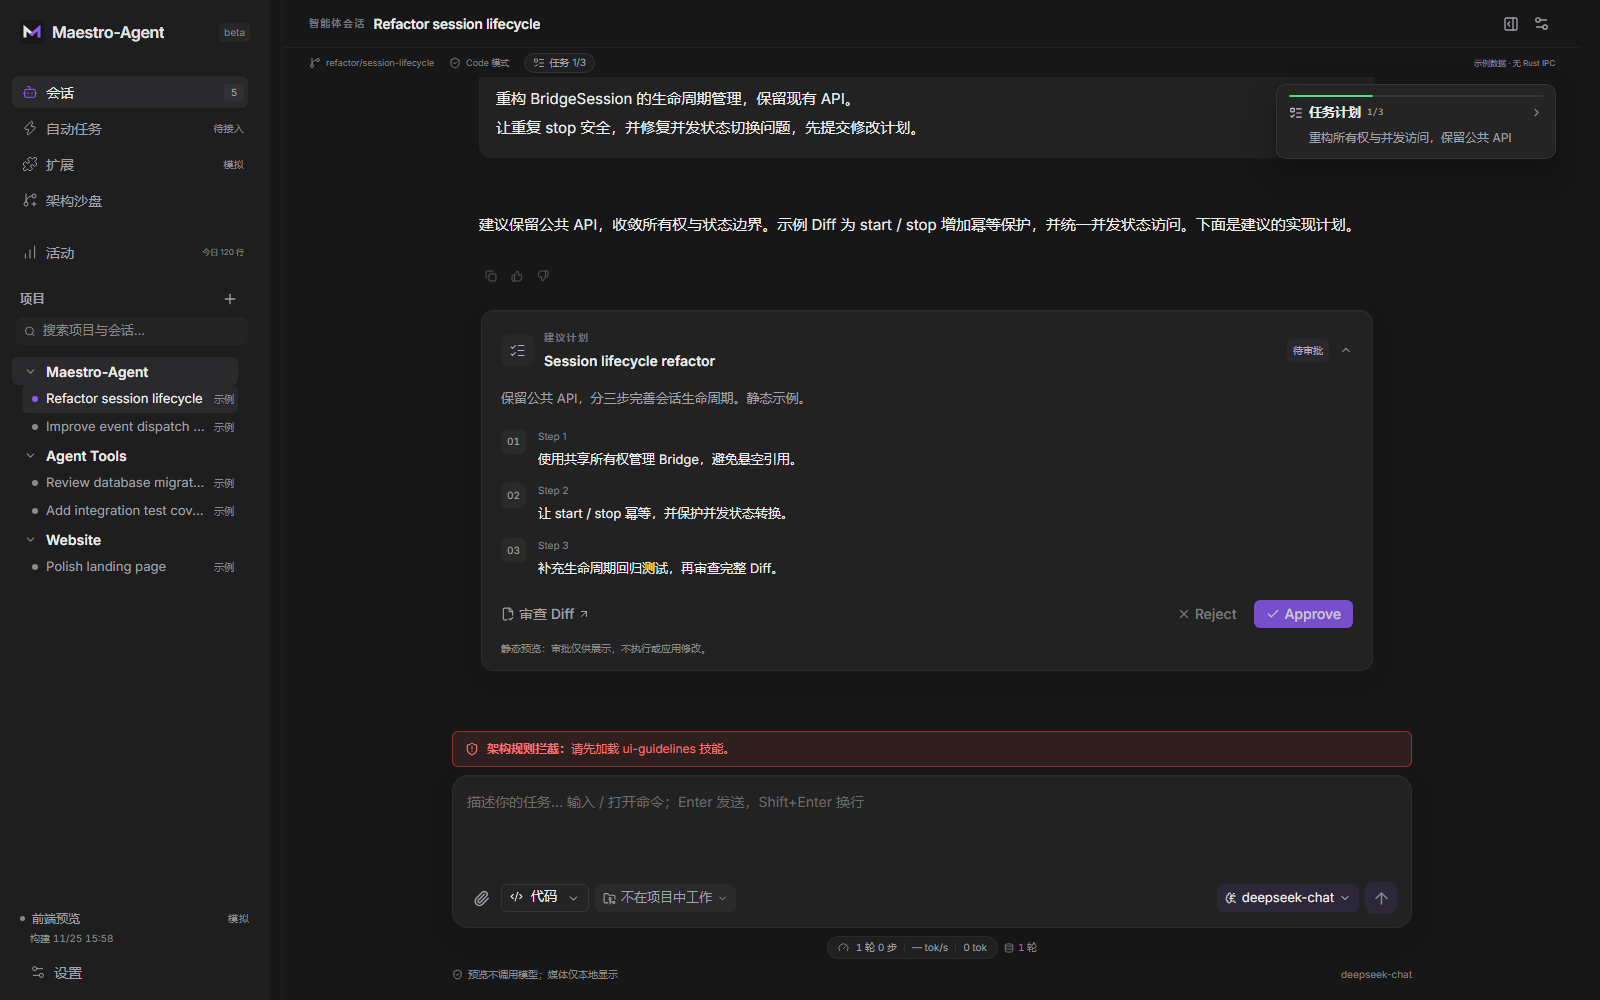 Maestro-Agent
beta
会话
5
自动任务
待接入
扩展
模拟
架构沙盘
活动
今日 120 行
项目
搜索项目与会话...
Maestro-Agent
Refactor session lifecycle
示例
Improve event dispatch ...
示例
Agent Tools
Review database migrat...
示例
Add integration test cov...
示例
Website
Polish landing page
示例
前端预览
模拟
构建 11/25 15:58
设置
智能体会话
Refactor session lifecycle
refactor/session-lifecycle
Code 模式
任务 1/3
示例数据 · 无 Rust IPC
重构 BridgeSession 的生命周期管理，保留现有 API。
让重复 stop 安全，并修复并发状态切换问题，先提交修改计划。
任务计划 1/3
重构所有权与并发访问，保留公共 API
建议保留公共 API，收敛所有权与状态边界。示例 Diff 为 start / stop 增加幂等保护，并统一并发状态访问。下面是建议的实现计划。
建议计划
Session lifecycle refactor
待审批
保留公共 API，分三步完善会话生命周期。静态示例。
01
Step 1
使用共享所有权管理 Bridge，避免悬空引用。
02
Step 2
让 start / stop 幂等，并保护并发状态转换。
03
Step 3
补充生命周期回归测试，再审查完整 Diff。
审查 Diff
Reject
Approve
静态预览：审批仅供展示，不执行或应用修改。
架构规则拦截：请先加载 ui-guidelines 技能。
描述你的任务... 输入 / 打开命令；Enter 发送，Shift+Enter 换行
代码
不在项目中工作
deepseek-chat
1 轮 0 步
— tok/s
0 tok
1 轮
预览不调用模型；媒体仅本地显示
deepseek-chat